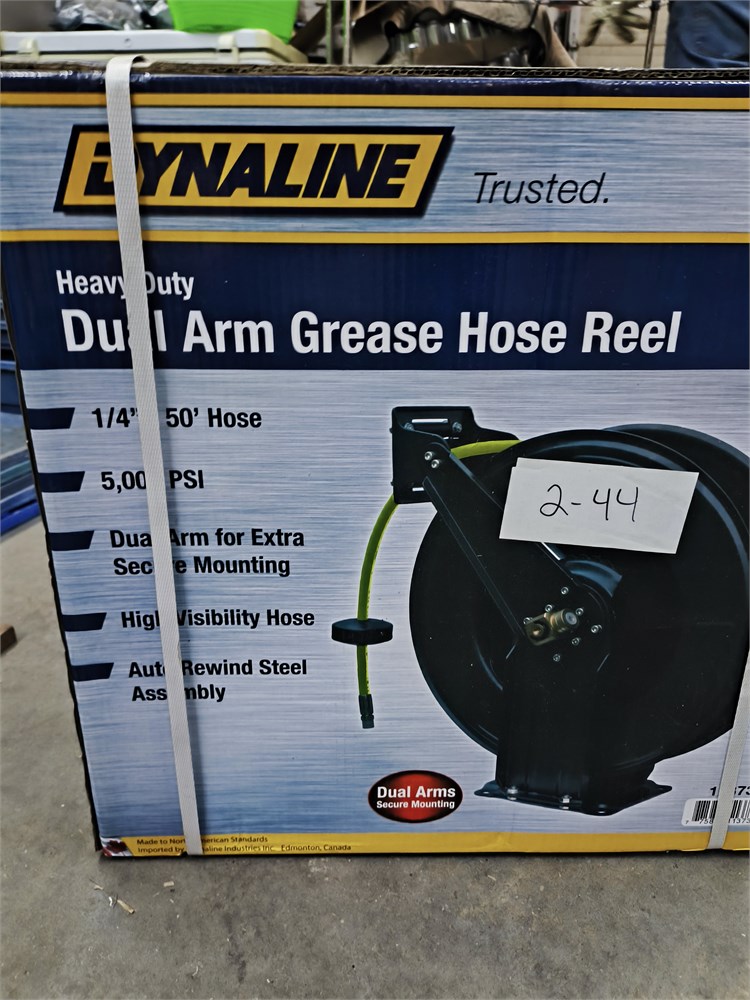 DYNALINE
Trusted.
Heavy Duty
Dual Arm Grease Hose Reel
1/4" 50' Hose
5,00 PSI
Dual Arm for Extra
Secure Mounting
High Visibility Hose
Auto Rewind Steel
Assembly
2-44
Dual Arms
Secure Mounting
Made to North American Standards
Imported by Dynaline Industries Inc. Edmonton, Canada